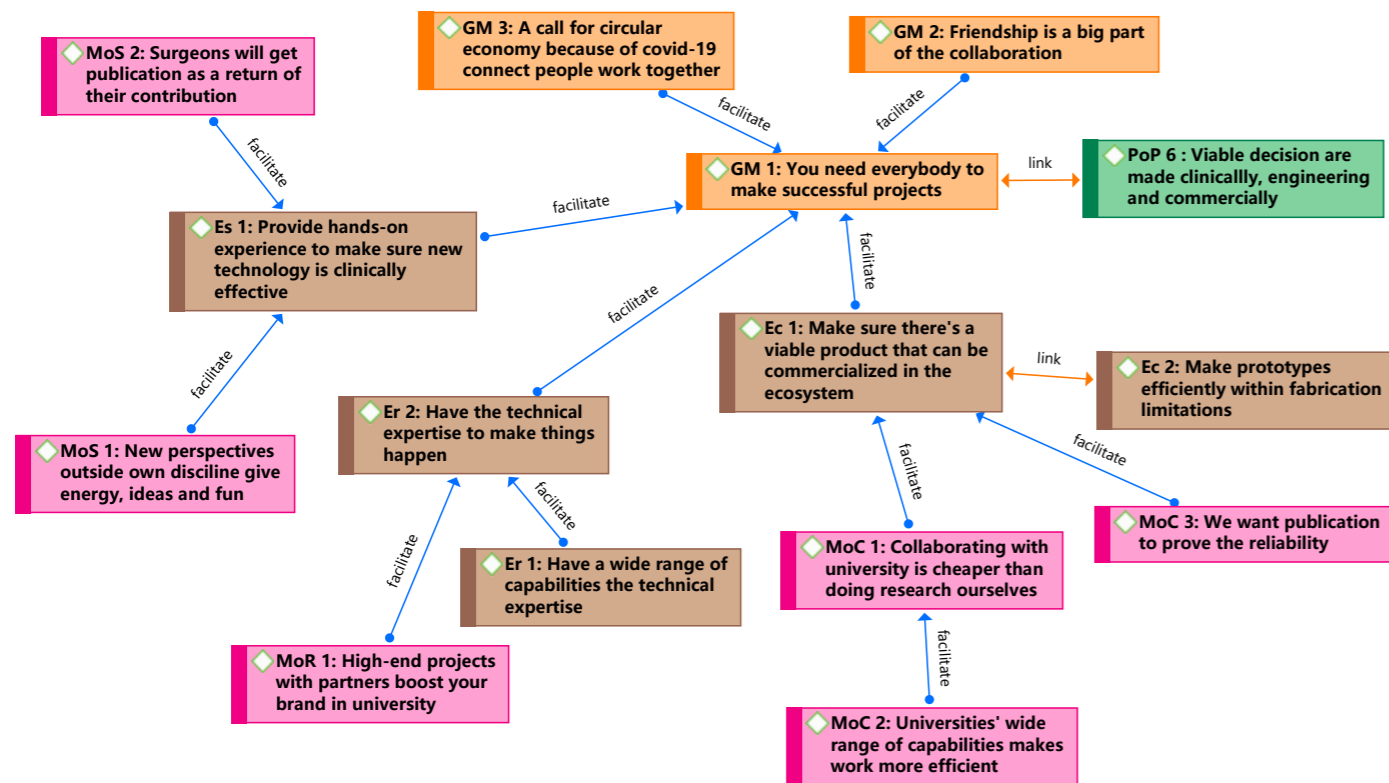 GM 3: A call for circular
economy because of covid-19
connect people work together
GM 2: Friendship is a big part
of the collaboration
MoS 2: Surgeons will get
publication as a return of
their contribution
facilitate
facilitate
facilitate
GM 1: You need everybody to
make successful projects
link
PoP 6 : Viable decision are
made clinicallly, engineering
and commercially
Es 1: Provide hands-on
experience to make sure new
technology is clinically
effective
facilitate
facilitate
facilitate
Ec 1: Make sure there's a
viable product that can be
commercialized in the
ecosystem
link
Ec 2: Make prototypes
efficiently within fabrication
limitations
facilitate
Er 2: Have the technical
expertise to make things
happen
MoS 1: New perspectives
outside own disciline give
energy, ideas and fun
facilitate
facilitate
MoC 3: We want publication
to prove the reliability
facilitate
facilitate
MoC 1: Collaborating with
university is cheaper than
doing research ourselves
Er 1: Have a wide range of
capabilities the technical
expertise
MoR 1: High-end projects
with partners boost your
brand in university
facilitate
MoC 2: Universities' wide
range of capabilities makes
work more efficient